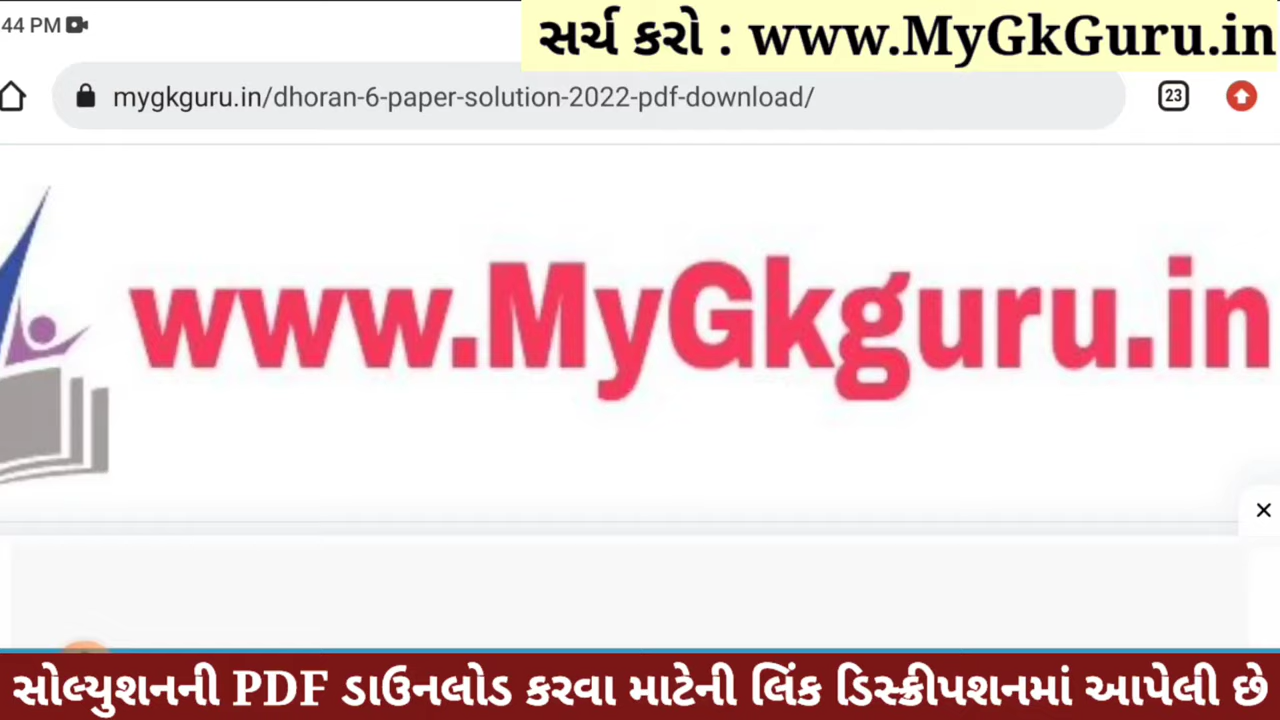 44 PM
સર્ચ કરો : www.MyGkGuru.in
mygkguru.in/dhoran-6-paper-solution-2022-pdf-download/
23
www.MyGkguru.in
સોલ્યુશનની PDF ડાઉનલોડ કરવા માટેની લિંક ડિસ્ક્રીપશનમાં આપેલી છે